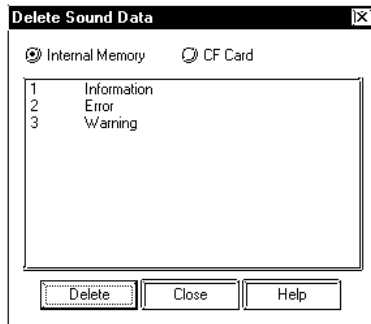 Delete Sound Data
Internal Memory CF Card
1 Information
2 Error
3 Warning
Delete Close Help